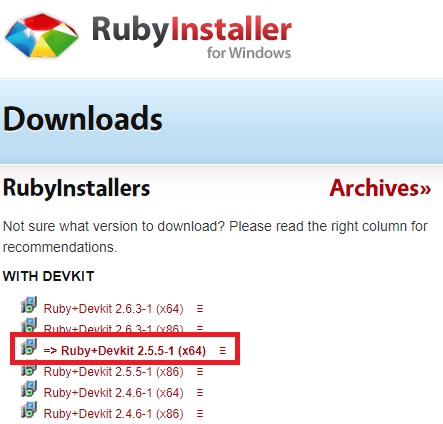 RubyInstaller
for Windows
Downloads
RubyInstallers
Archives»
Not sure what version to download? Please read the right column for
recommendations.
WITH DEVKIT
Ruby+Devkit 2.6.3-1 (x64) ≡
Ruby+Devkit 2.6.3-1 (x86) ≡
=> Ruby+Devkit 2.5.5-1 (x64) ≡
Ruby+Devkit 2.5.5-1 (x86) ≡
Ruby+Devkit 2.4.6-1 (x64) ≡
Ruby+Devkit 2.4.6-1 (x86) ≡